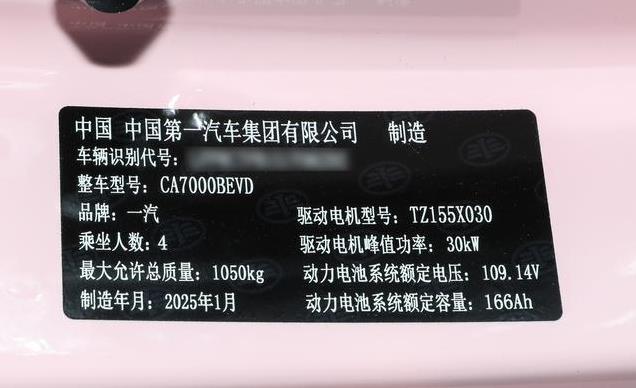 中国 中国第一汽车集团有限公司 制造
车辆识别代号:
整车型号: CA7000BEVD
品牌: 一汽 驱动电机型号: TZ155X030
乘坐人数: 4 驱动电机峰值功率: 30kW
最大允许总质量: 1050kg 动力电池系统额定电压: 109.14V
制造年月: 2025年1月 动力电池系统额定容量: 166Ah